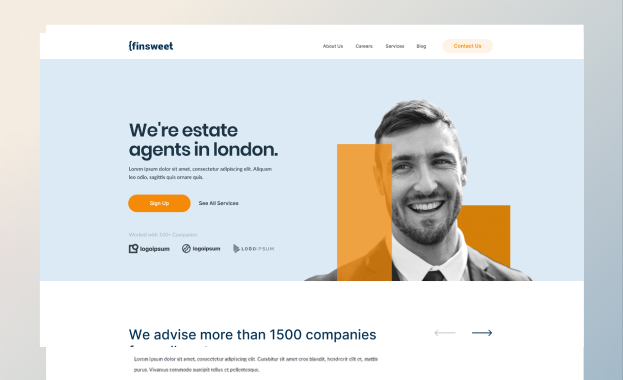 {finsweet
About Us Careers Services Blog Contact Us
We're estate
agents in london.
Lorem ipsum dolor sit amet, consectetur adipiscing elit. Aliquam
leo odio, sagittis quis ornare quis.
Sign Up See All Services
Worked with 100+ Companies
logoipsum logoipsum LOGOIPSUM
We advise more than 1500 companies
Lorem ipsum dolor sit amet, consectetur adipiscing elit. Curabitur sit amet eros blandit, hendrerit elit et, mattis
purus. Vivamus commodo suscipit tellus et pellentesque.